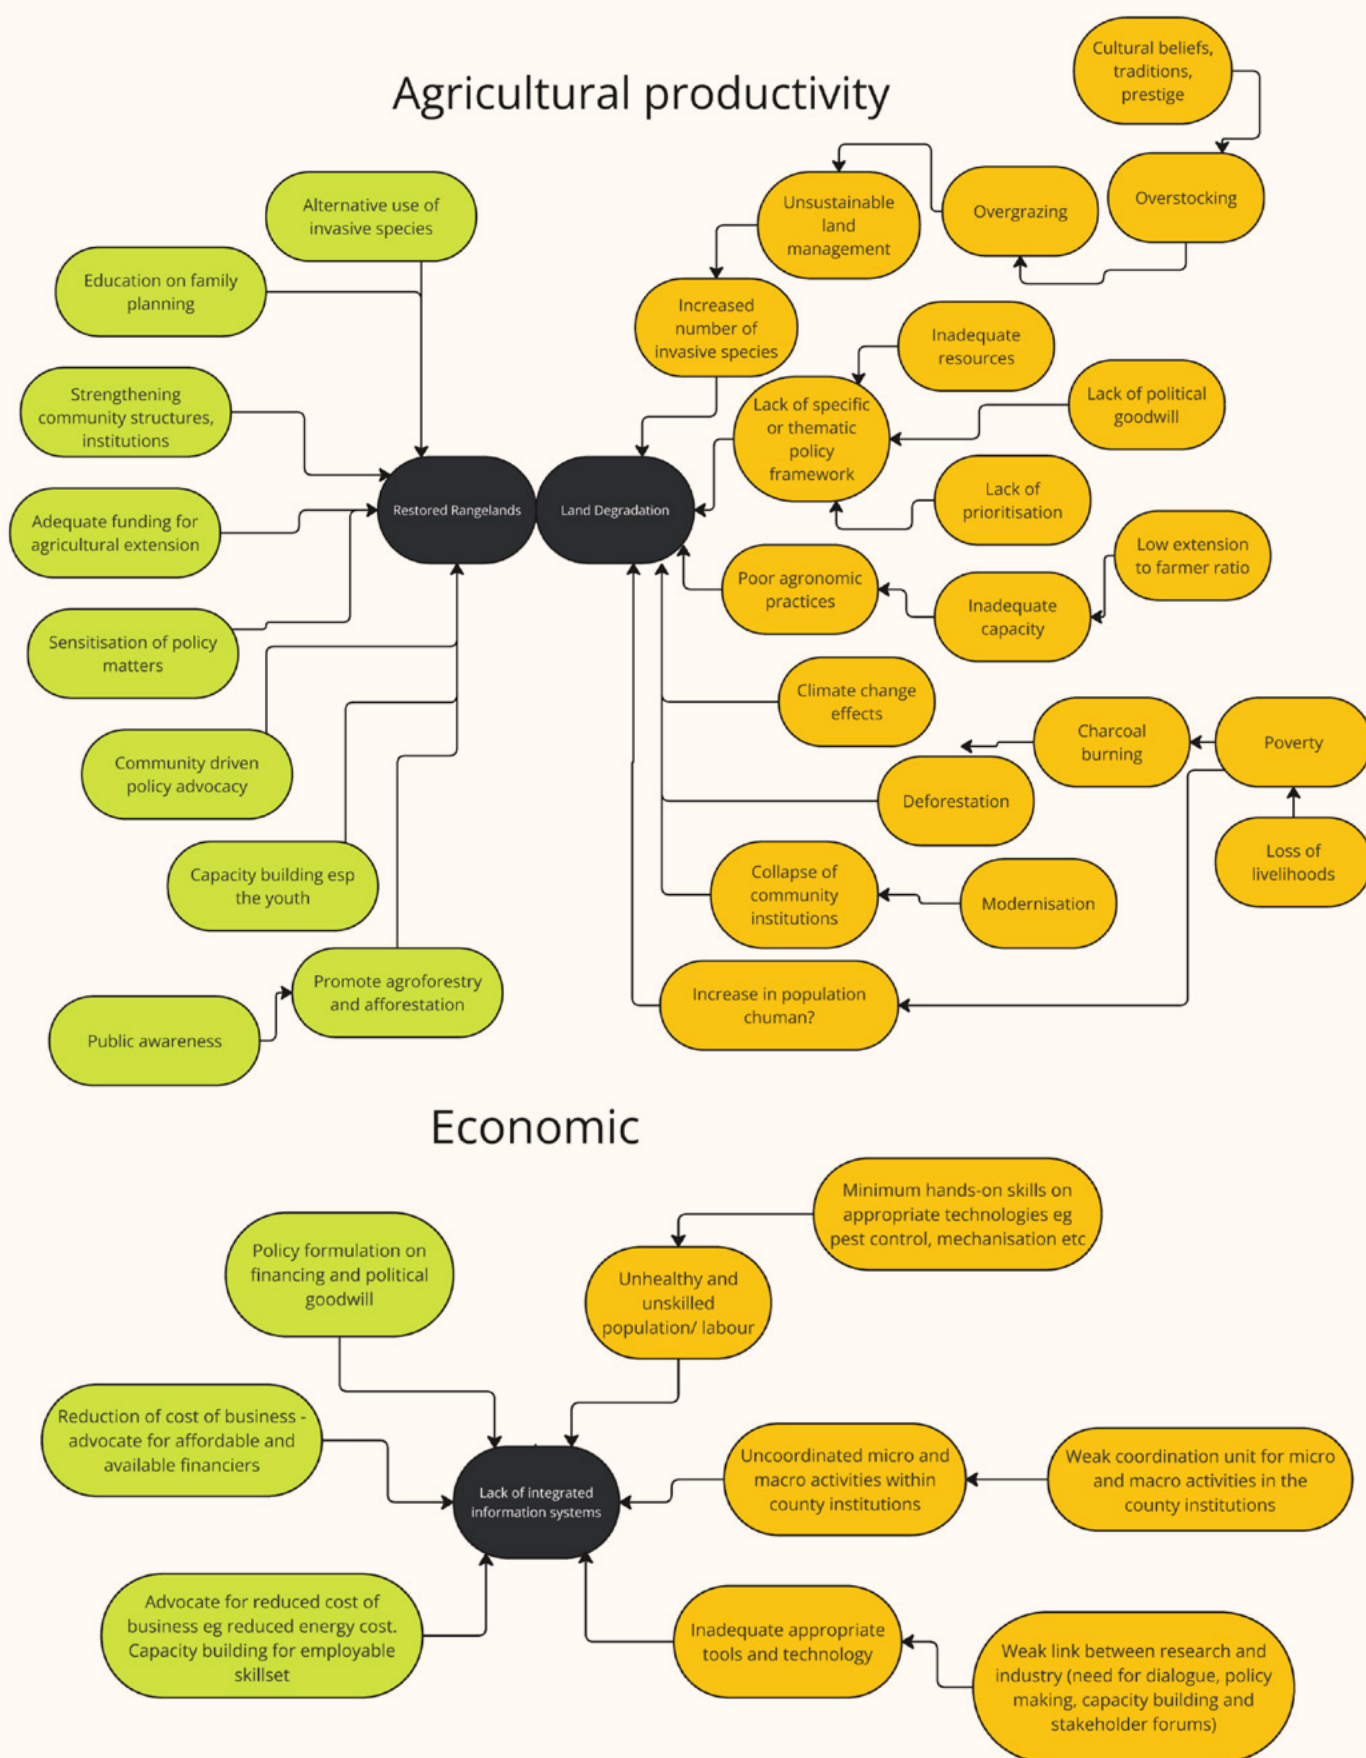 Agricultural productivity
Cultural beliefs,
traditions,
prestige
Alternative use of
invasive species
Unsustainable
land
management
Overgrazing
Overstocking
Education on family
planning
Increased
number of
invasive species
Inadequate
resources
Strengthening
community structures,
institutions
Lack of specific
or thematic
policy
framework
Lack of political
goodwill
Restored Rangelands
Land Degradation
Lack of
prioritisation
Adequate funding for
agricultural extension
Low extension
to farmer ratio
Poor agronomic
practices
Inadequate
capacity
Sensitisation of policy
matters
Climate change
effects
Charcoal
burning
Poverty
Community driven
policy advocacy
Deforestation
Loss of
livelihoods
Capacity building esp
the youth
Collapse of
community
institutions
Modernisation
Promote agroforestry
and afforestation
Increase in population
chuman?
Public awareness
Economic
Minimum hands-on skills on
appropriate technologies eg
pest control, mechanisation etc
Policy formulation on
financing and political
goodwill
Unhealthy and
unskilled
population/ labour
Reduction of cost of business -
advocate for affordable and
available financiers
Lack of integrated
information systems
Uncoordinated micro and
macro activities within
county institutions
Weak coordination unit for micro
and macro activities in the
county institutions
Advocate for reduced cost of
business eg reduced energy cost.
Capacity building for employable
skillset
Inadequate appropriate
tools and technology
Weak link between research and
industry (need for dialogue, policy
making, capacity building and
stakeholder forums)